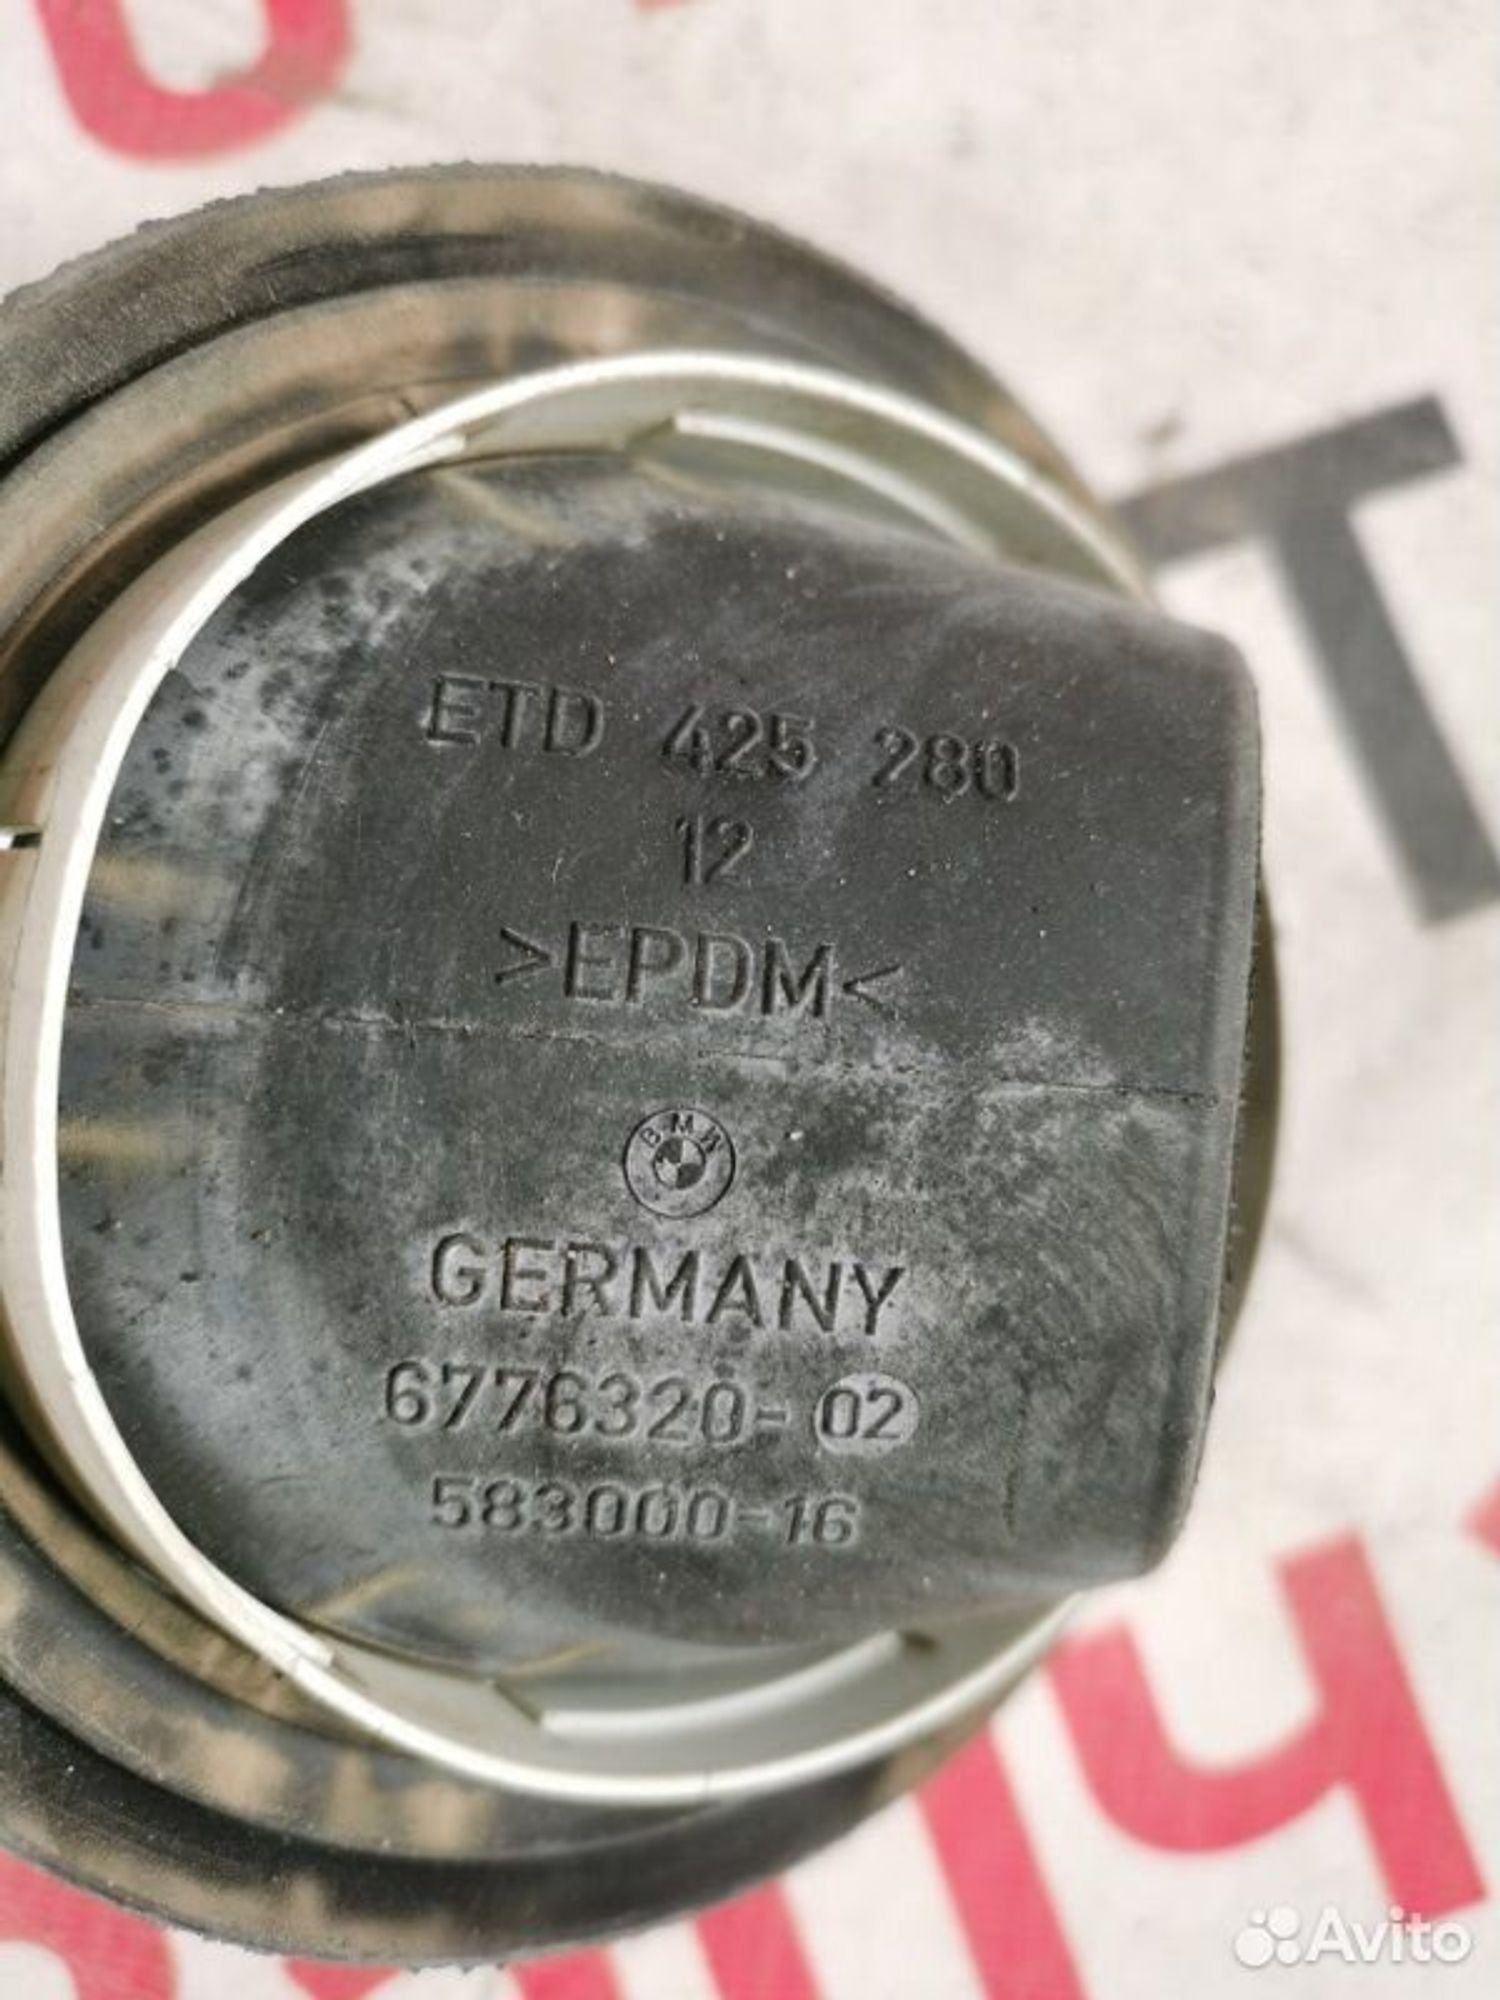 ETD 425 280
12
>EPDM<
BMW
GERMANY
6776320-02
583000-16
Avito